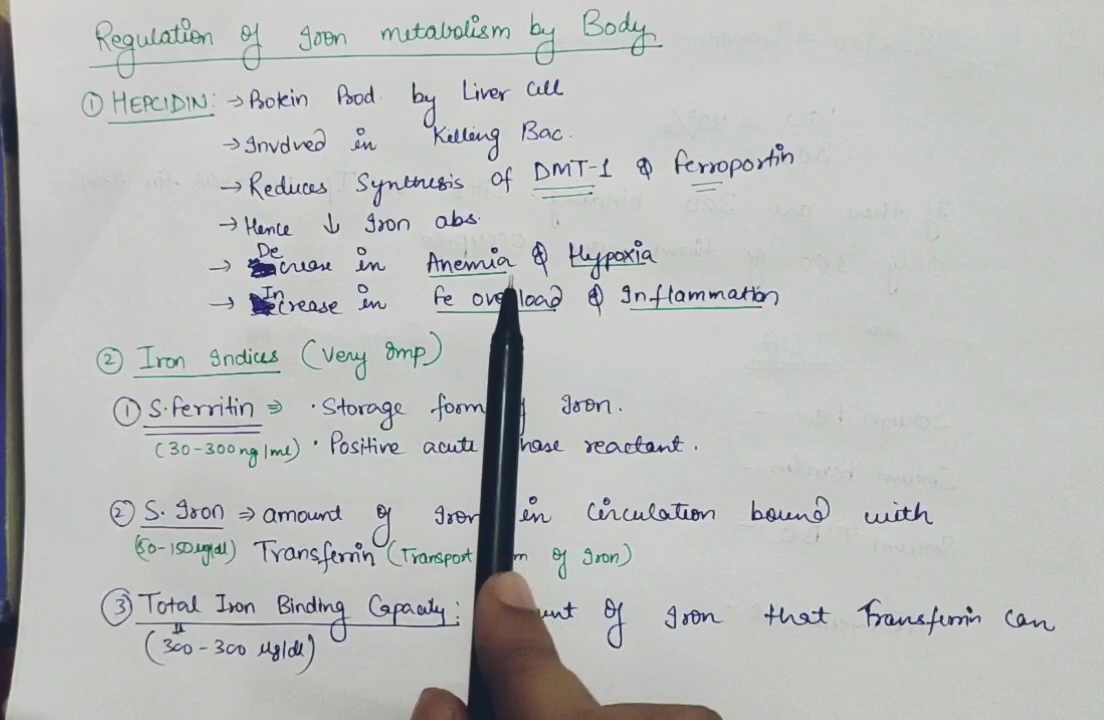 Regulation of Iron metabolism by Body
① HEPCIDIN: → Protein Prod. by Liver cell
→ Involved in Killing Bac.
→ Reduces Synthesis of DMT-1 & Ferroportin
→ Hence ↓ Iron abs.
→ Decrease in Anemia & Hypoxia
→ Increase in Fe overload & Inflammation
② Iron Indices (Very Imp)
① S. Ferritin ⇒ · Storage form Iron.
(30-300 ng/ml) · Positive acute hase reactant.
② S. Iron ⇒ amount of Iron in circulation bound with
(50-150 µg/dl) Transferrin (Transport m of Iron)
③ Total Iron Binding Capacity: unt of Iron that Transferrin can
(300-300 µg/dl)